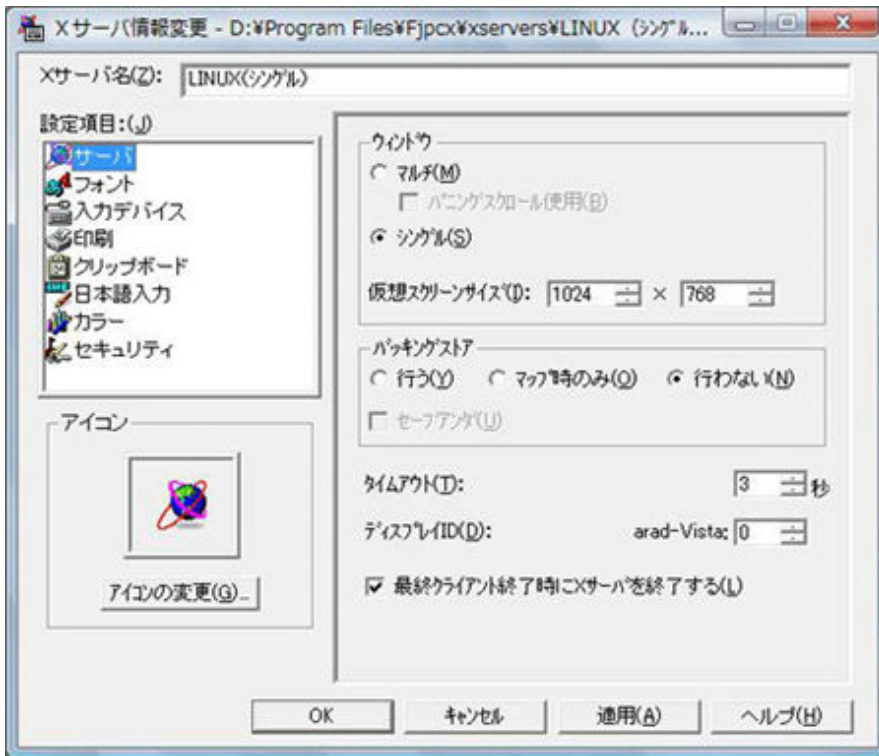 Xサーバ情報変更 - D:¥Program Files¥Fjpcx¥xservers¥LINUX (ｼﾝｸﾞﾙ...
Xサーバ名(Z): LINUX(ｼﾝｸﾞﾙ)
設定項目:(J)
サーバ
フォント
入力デバイス
印刷
クリップボード
日本語入力
カラー
セキュリティ
アイコン
ｱｲｺﾝの変更(G)...
ｳｨﾝﾄﾞｳ
ﾏﾙﾁ(M)
ﾊﾟﾆﾝｸﾞｽｸﾛｰﾙ使用(B)
ｼﾝｸﾞﾙ(S)
仮想ｽｸﾘｰﾝｻｲｽﾞ(I): 1024 × 768
ﾊﾞｯｷﾝｸﾞｽﾄｱ
行う(Y) ﾏｯﾌﾟ時のみ(O) 行わない(N)
ｾｰﾌﾞｱﾝﾀﾞ(U)
ﾀｲﾑｱｳﾄ(T): 3 秒
ﾃﾞｨｽﾌﾟﾚｲID(D): arad-Vista: 0
最終ｸﾗｲｱﾝﾄ終了時にXｻｰﾊﾞを終了する(L)
OK ｷｬﾝｾﾙ 適用(A) ヘルプ(H)